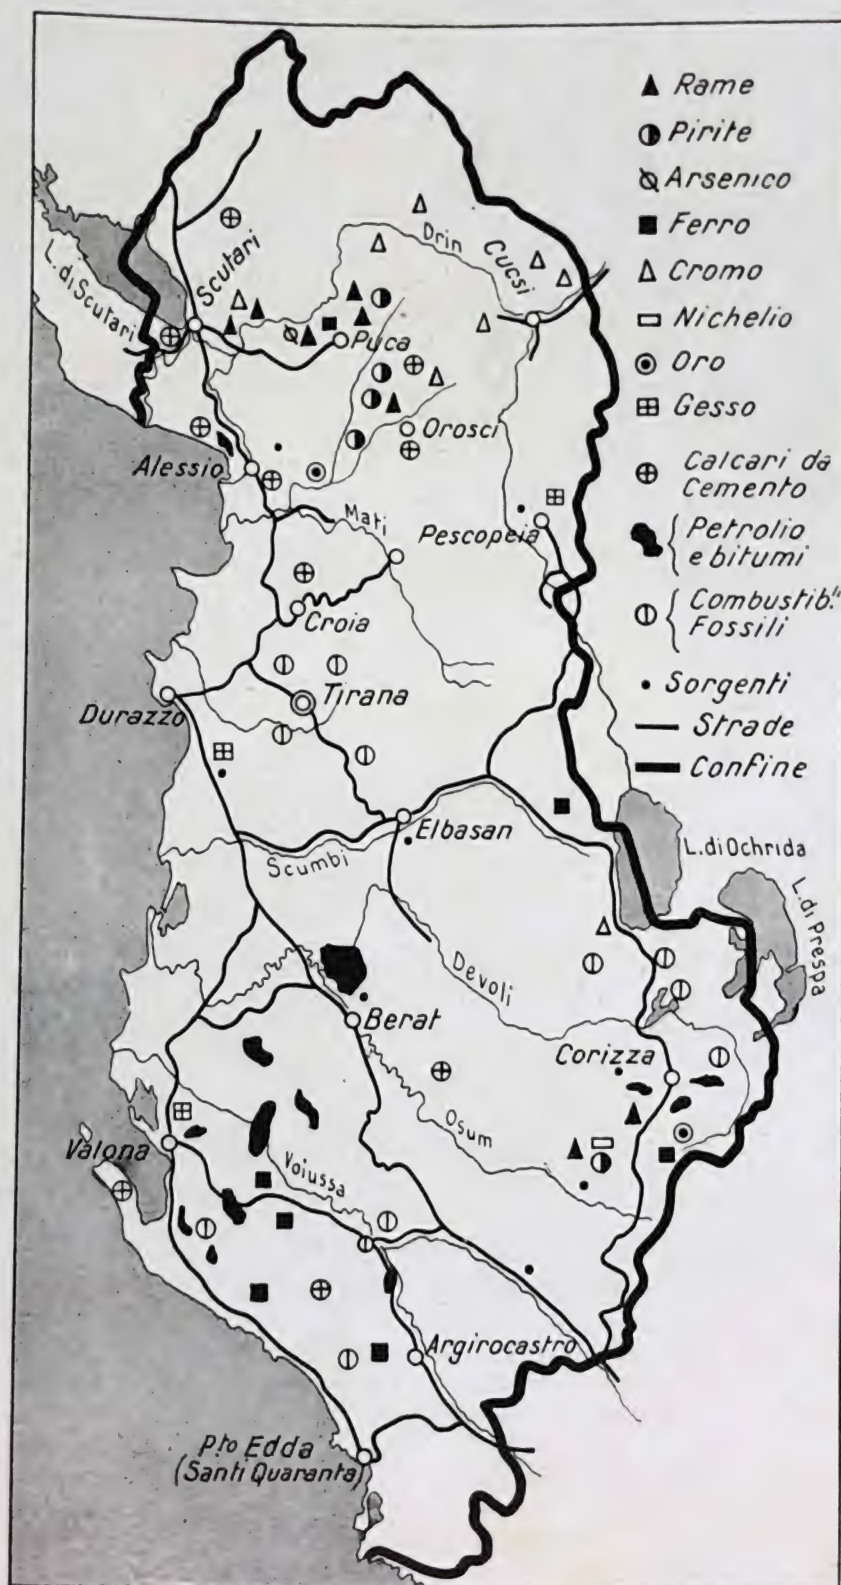 Rame
Pirite
Arsenico
Ferro
Cromo
Nichelio
Oro
Gesso
Calcari da
Cemento
Petrolio
e bitumi
Combustib.li
Fossili
Sorgenti
Strade
Confine
L. di Scutari
Scutari
Drin
Cucsi
Puca
Orosci
Alessio
Mati
Pescopeia
Croia
Tirana
Durazzo
Elbasan
Scumbi
L. di Ochrida
L. di Prespa
Devoli
Berat
Corizza
Osum
Valona
Voiussa
Argirocastro
P.to Edda
(Santi Quaranta)